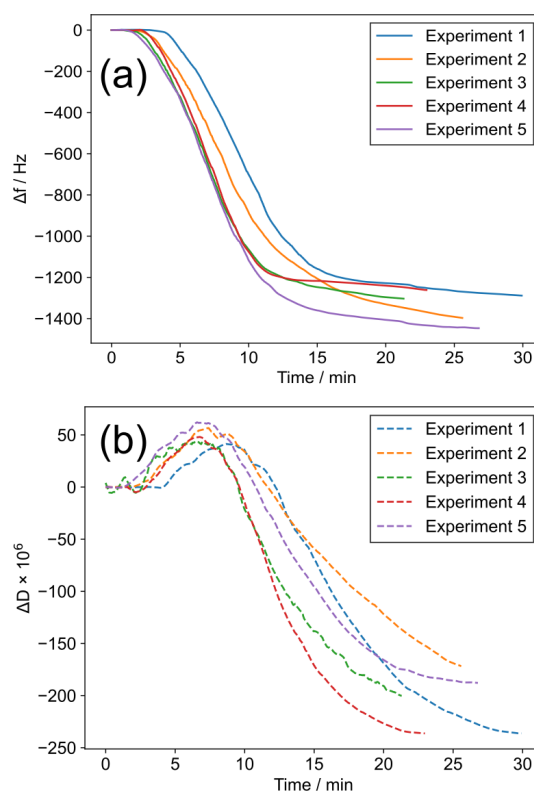 (a)
Δf / Hz
0
−200
−400
−600
−800
−1000
−1200
−1400
Experiment 1
Experiment 2
Experiment 3
Experiment 4
Experiment 5
0 5 10 15 20 25 30
Time / min
(b)
ΔD × 10⁶
50
0
−50
−100
−150
−200
−250
Experiment 1
Experiment 2
Experiment 3
Experiment 4
Experiment 5
0 5 10 15 20 25 30
Time / min